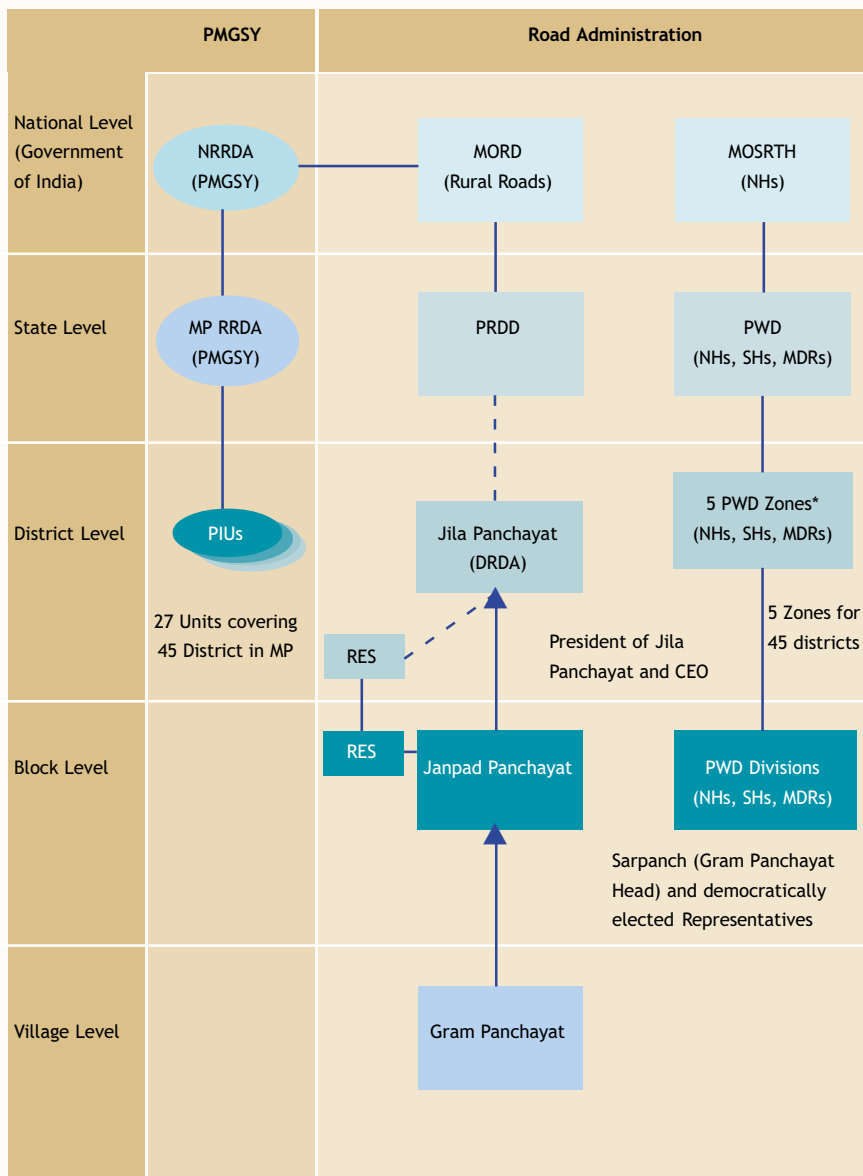 PMGSY
Road Administration
National Level
(Government
of India)
NRRDA
(PMGSY)
MORD
(Rural Roads)
MOSRTH
(NHs)
State Level
MP RRDA
(PMGSY)
PRDD
PWD
(NHs, SHs, MDRs)
District Level
PIUs
Jila Panchayat
(DRDA)
5 PWD Zones*
(NHs, SHs, MDRs)
27 Units covering
45 District in MP
RES
President of Jila
Panchayat and CEO
5 Zones for
45 districts
Block Level
RES
Janpad Panchayat
PWD Divisions
(NHs, SHs, MDRs)
Sarpanch (Gram Panchayat
Head) and democratically
elected Representatives
Village Level
Gram Panchayat